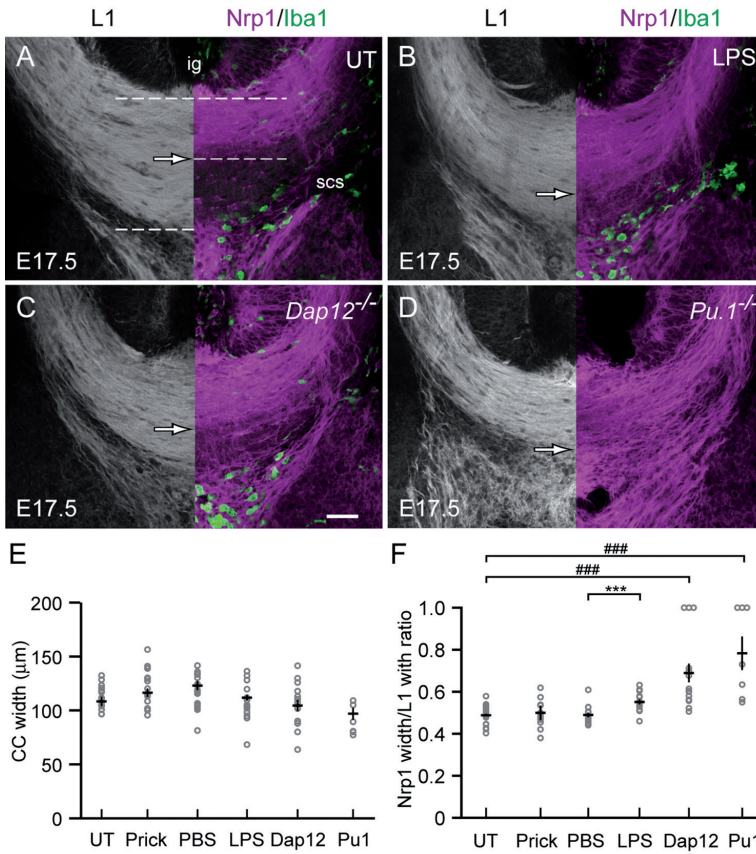 L1 Nrp1/Iba1 L1 Nrp1/Iba1
A ig UT B LPS
scs
E17.5 E17.5
C Dap12-/- D Pu.1-/-
E17.5 E17.5
E F
###
###
***
200
150
100
50
0
CC width (μm)
UT Prick PBS LPS Dap12 Pu1
1.0
0.8
0.6
0.4
0.2
0
Nrp1 width/L1 with ratio
UT Prick PBS LPS Dap12 Pu1